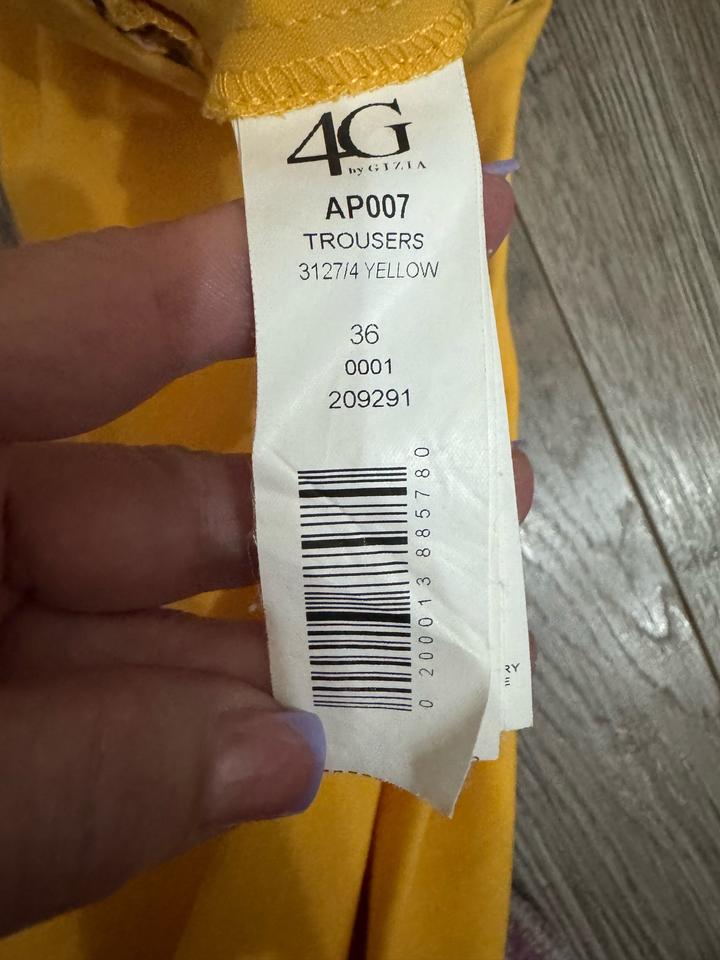 4G
by GIZIA
AP007
TROUSERS
3127/4 YELLOW
36
0001
209291
0 200013 885780